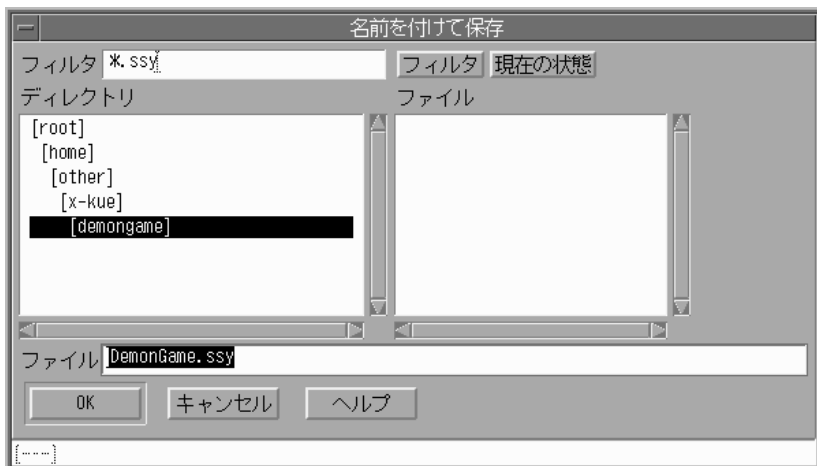 名前を付けて保存
フィルタ *.ssy フィルタ 現在の状態
ディレクトリ ファイル
[root]
[home]
[other]
[x-kue]
[demongame]
ファイル DemonGame.ssy
OK キャンセル ヘルプ
[---]